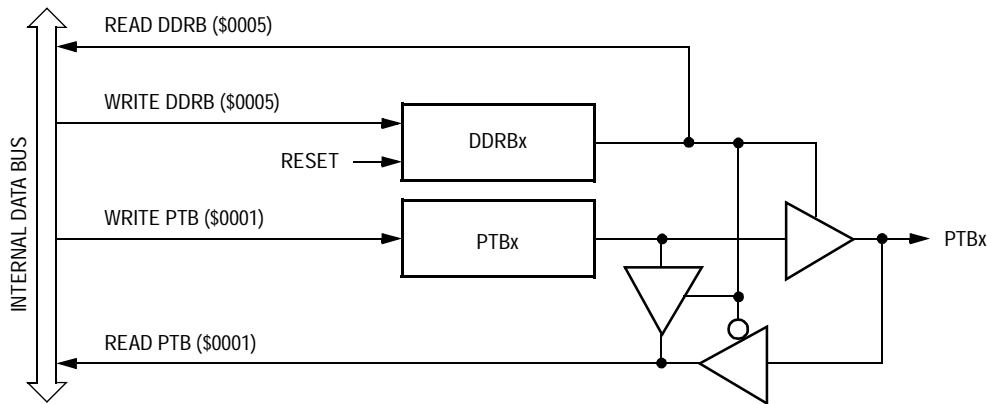 READ DDRB ($0005)
WRITE DDRB ($0005)
DDRBx
RESET
INTERNAL DATA BUS
WRITE PTB ($0001)
PTBx
PTBx
READ PTB ($0001)